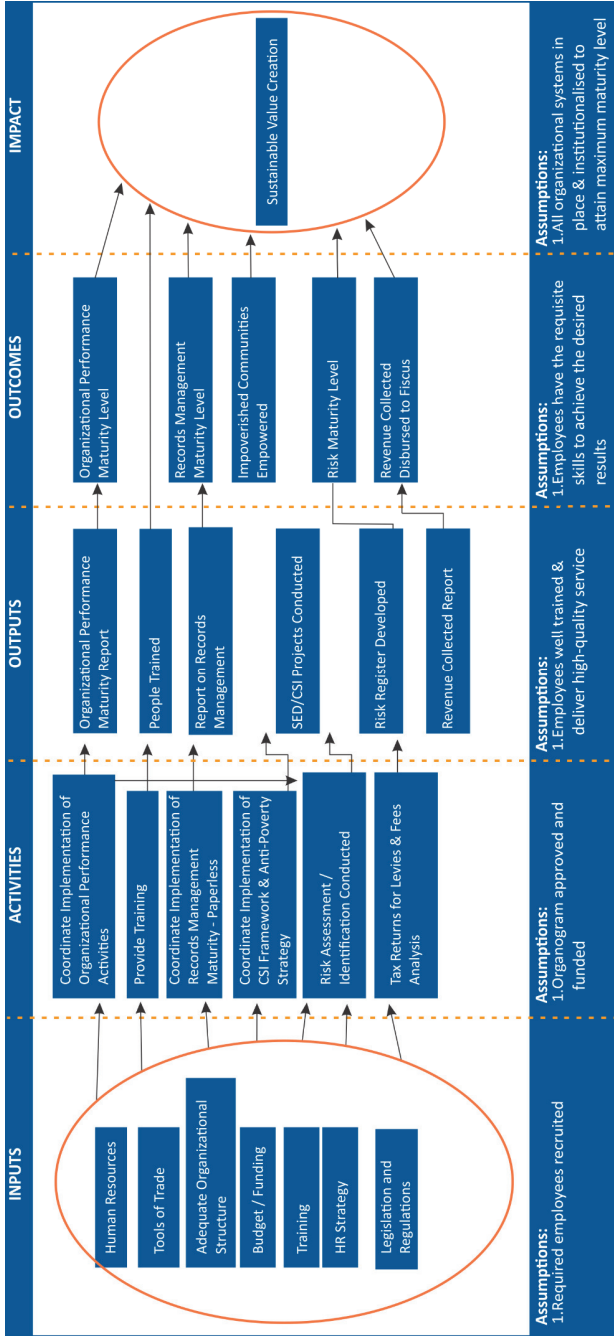 INPUTS
Human Resources
Tools of Trade
Adequate Organizational
Structure
Budget / Funding
Training
HR Strategy
Legislation and
Regulations
Assumptions:
1.Required employees recruited
ACTIVITIES
Coordinate Implementation of
Organizational Performance
Activities
Provide Training
Coordinate Implementation of
Records Management
Maturity - Paperless
Coordinate Implementation of
CSI Framework & Anti-Poverty
Strategy
Risk Assessment /
Identification Conducted
Tax Returns for Levies & Fees
Analysis
Assumptions:
1.Organogram approved and
funded
OUTPUTS
Organizational Performance
Maturity Report
People Trained
Report on Records
Management
SED/CSI Projects Conducted
Risk Register Developed
Revenue Collected Report
Assumptions:
1.Employees well trained &
deliver high-quality service
OUTCOMES
Organizational Performance
Maturity Level
Records Management
Maturity Level
Impoverished Communities
Empowered
Risk Maturity Level
Revenue Collected
Disbursed to Fiscus
Assumptions:
1.Employees have the requisite
skills to achieve the desired
results
IMPACT
Sustainable Value Creation
Assumptions:
1.All organizational systems in
place & institutionalised to
attain maximum maturity level